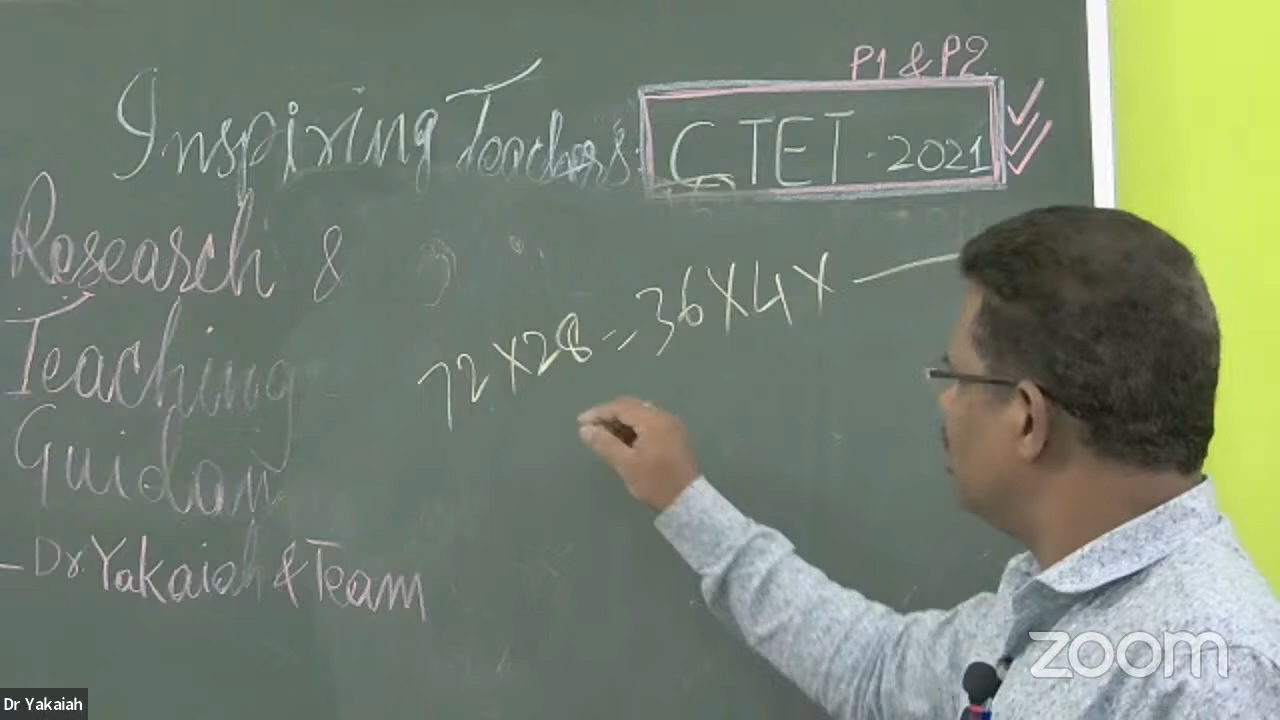 P1 & P2
Inspiring Teachers. CTET. 2021
Research &
Teaching
72 x 28 = 36 x 4 x —
Guidan
- Dr. Yakaiah & Team
zoom
Dr Yakaiah